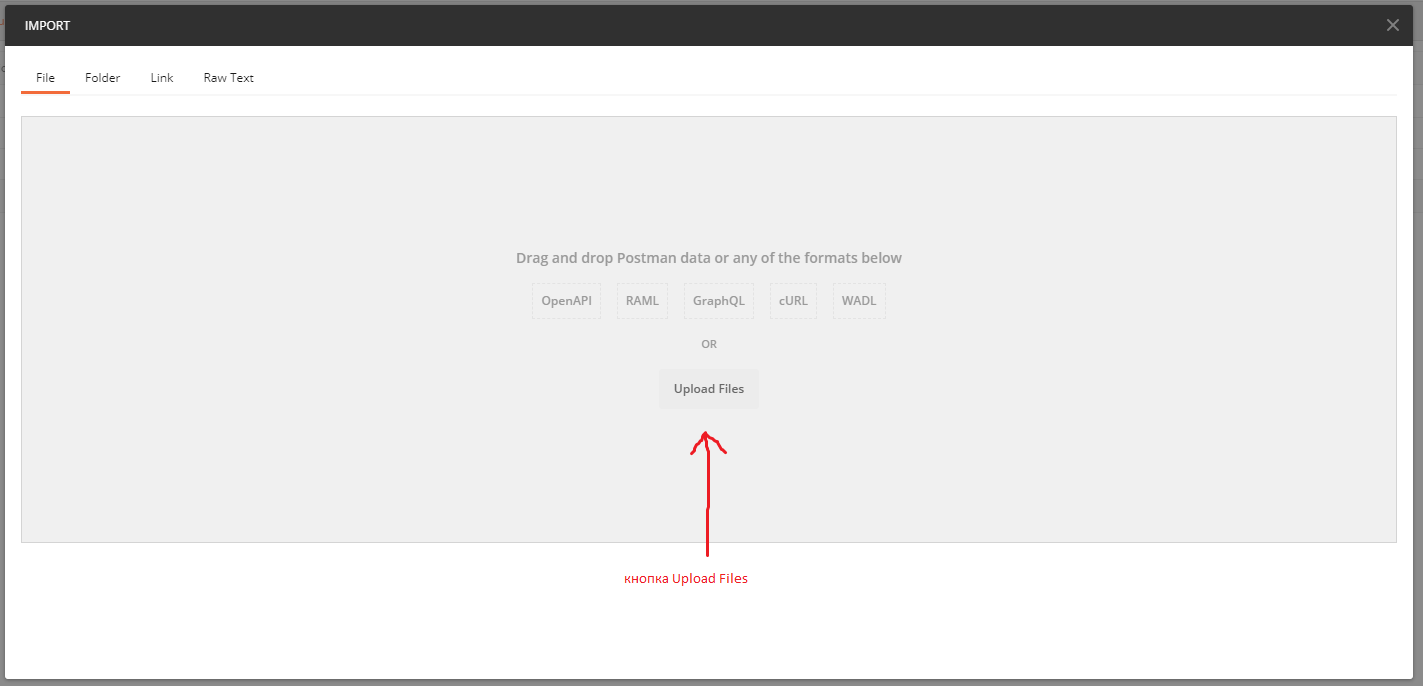 IMPORT
File Folder Link Raw Text
Drag and drop Postman data or any of the formats below
OpenAPI RAML GraphQL cURL WADL
OR
Upload Files
кнопка Upload Files